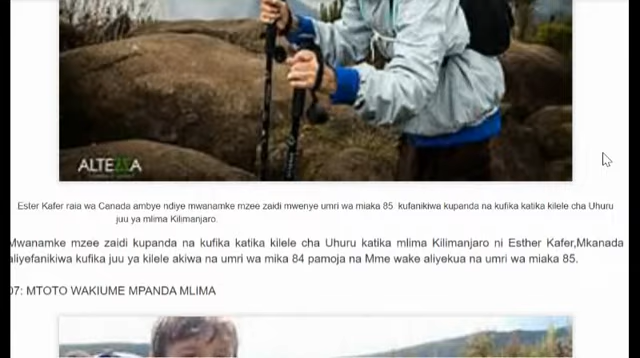 ALTEZZA
Ester Kafer raia wa Canada ambye ndiye mwanamke mzee zaidi mwenye umri wa miaka 85 kufanikiwa kupanda na kufika katika kilele cha Uhuru
juu ya mlima Kilimanjaro.
Mwanamke mzee zaidi kupanda na kufika katika kilele cha Uhuru katika mlima Kilimanjaro ni Esther Kafer,Mkanada
aliyefanikiwa kufika juu ya kilele akiwa na umri wa mika 84 pamoja na Mme wake aliyekua na umri wa miaka 85.
07: MTOTO WAKIUME MPANDA MLIMA